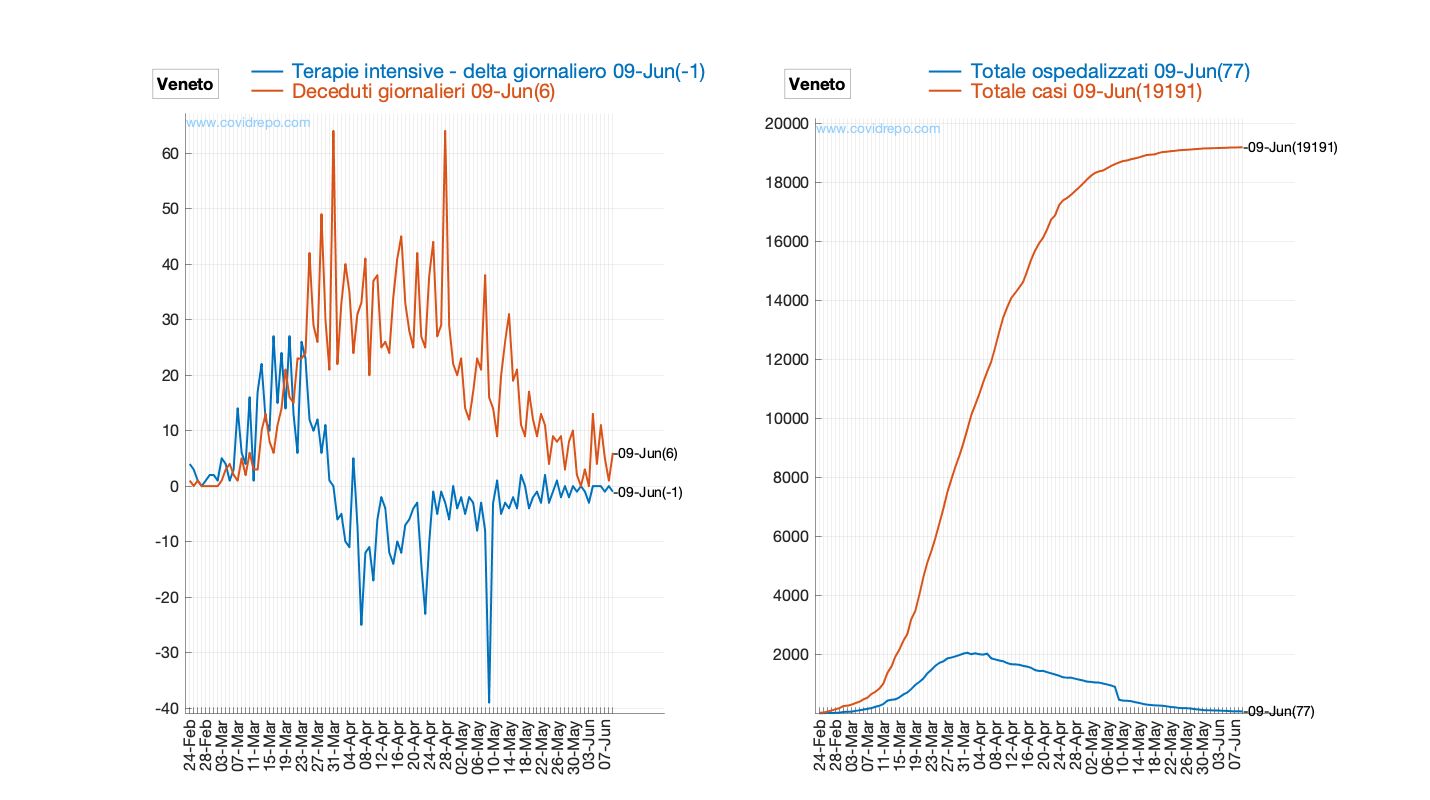 Veneto
Terapie intensive - delta giornaliero 09-Jun(-1)
Deceduti giornalieri 09-Jun(6)
www.covidrepo.com
60
50
40
30
20
10
0
-10
-20
-30
-40
-09-Jun(6)
-09-Jun(-1)
24-Feb
28-Feb
03-Mar
07-Mar
11-Mar
15-Mar
19-Mar
23-Mar
27-Mar
31-Mar
04-Apr
08-Apr
12-Apr
16-Apr
20-Apr
24-Apr
28-Apr
02-May
06-May
10-May
14-May
18-May
22-May
26-May
30-May
03-Jun
07-Jun
Veneto
Totale ospedalizzati 09-Jun(77)
Totale casi 09-Jun(19191)
www.covidrepo.com
20000
18000
16000
14000
12000
10000
8000
6000
4000
2000
-09-Jun(19191)
-09-Jun(77)
24-Feb
28-Feb
03-Mar
07-Mar
11-Mar
15-Mar
19-Mar
23-Mar
27-Mar
31-Mar
04-Apr
08-Apr
12-Apr
16-Apr
20-Apr
24-Apr
28-Apr
02-May
06-May
10-May
14-May
18-May
22-May
26-May
30-May
03-Jun
07-Jun